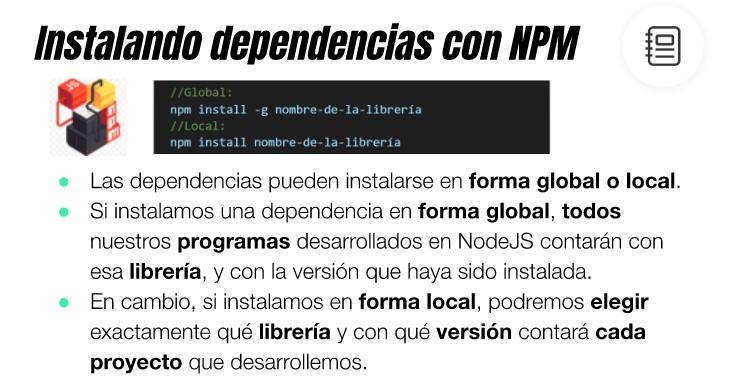 Instalando dependencias con NPM
JS
//Global:
npm install -g nombre-de-la-librería
//Local:
npm install nombre-de-la-librería
Las dependencias pueden instalarse en forma global o local.
Si instalamos una dependencia en forma global, todos
nuestros programas desarrollados en NodeJS contarán con
esa librería, y con la versión que haya sido instalada.
En cambio, si instalamos en forma local, podremos elegir
exactamente qué librería y con qué versión contará cada
proyecto que desarrollemos.